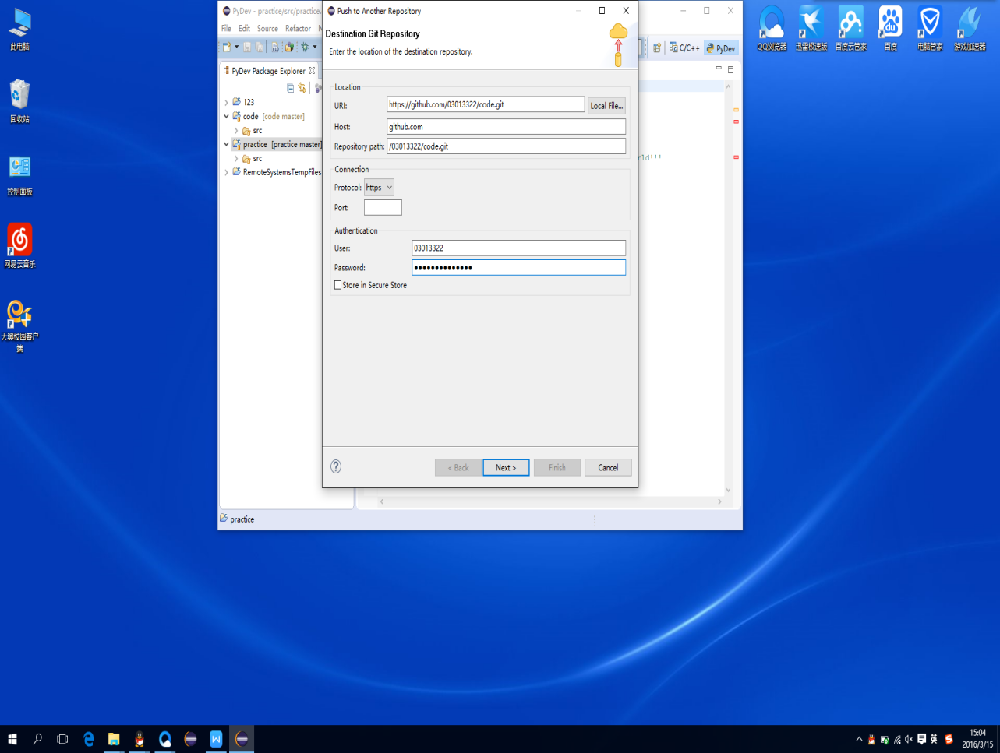 此电脑
回收站
控制面板
网易云音乐
天翼校园客户
端
PyDev - practice/src/practice.
File Edit Source Refactor N
PyDev Package Explorer
123
code [code master]
src
practice [practice master]
src
RemoteSystemsTempFiles
practice
Push to Another Repository
Destination Git Repository
Enter the location of the destination repository.
Location
URI: https://github.com/03013322/code.git Local File...
Host: github.com
Repository path: /03013322/code.git
Connection
Protocol: https
Port:
Authentication
User: 03013322
Password: ••••••••••••••
Store in Secure Store
< Back Next > Finish Cancel
C/C++ PyDev
rld!!!
QQ浏览器 迅雷极速版 百度云管家 百度 电脑管家 游戏加速器
英
15:04
2016/3/15